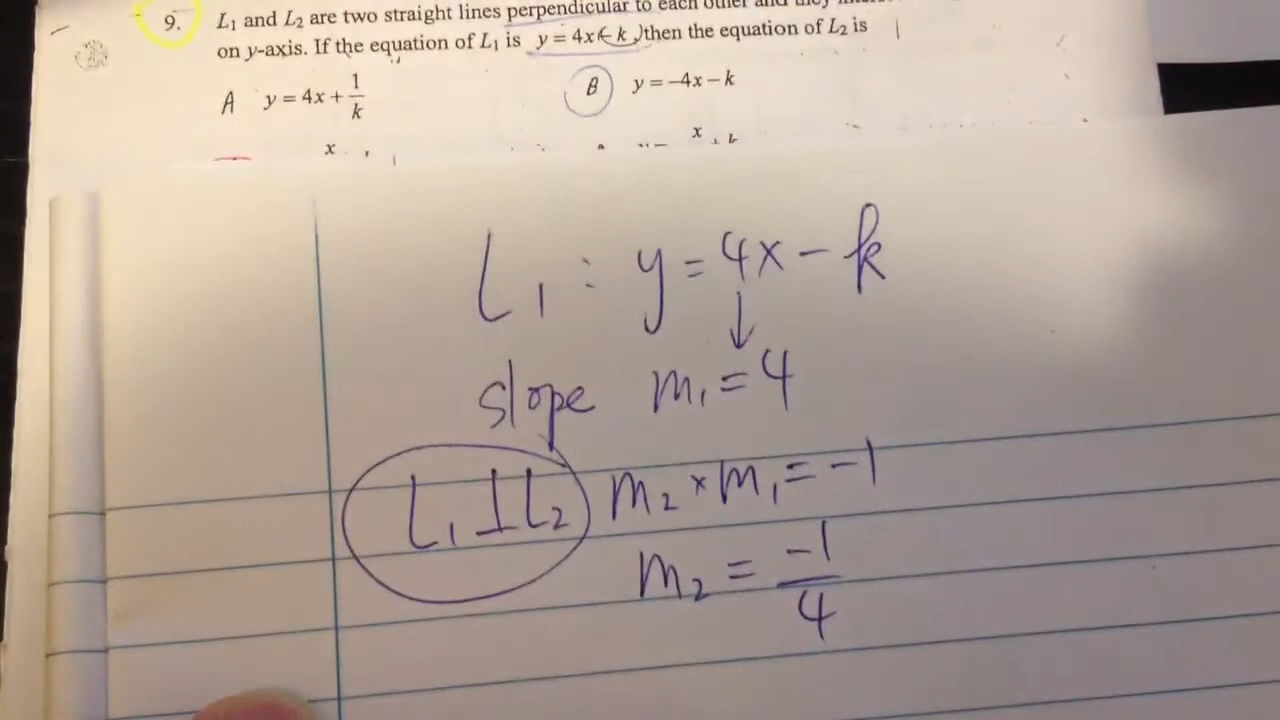 9. L₁ and L₂ are two straight lines perpendicular to each other and they
on y-axis. If the equation of L₁ is y = 4x - k, then the equation of L₂ is
A y = 4x + 1/k
B y = -4x - k
x x
L₁ : y = 4x - k
↓
slope m₁ = 4
L₁ ⊥ L₂ m₂ × m₁ = -1
m₂ = -1/4